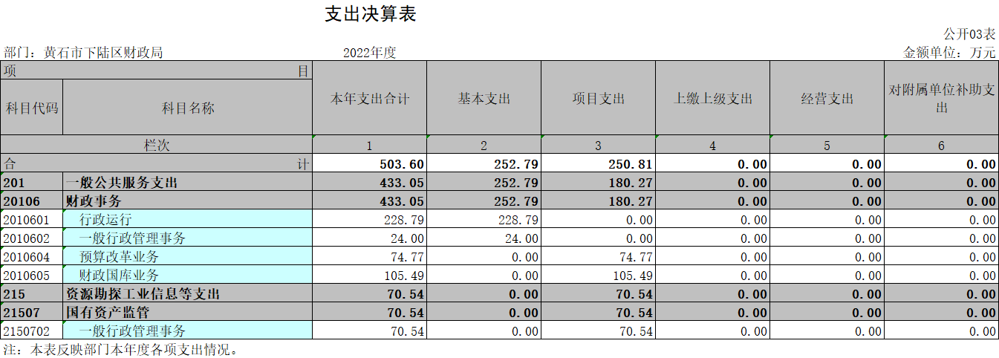 支出决算表
公开03表
部门：黄石市下陆区财政局 2022年度 金额单位：万元
项 目 本年支出合计 基本支出 项目支出 上缴上级支出 经营支出 对附属单位补助支出
科目代码 科目名称
栏次 1 2 3 4 5 6
合 计 503.60 252.79 250.81 0.00 0.00 0.00
201 一般公共服务支出 433.05 252.79 180.27 0.00 0.00 0.00
20106 财政事务 433.05 252.79 180.27 0.00 0.00 0.00
2010601 行政运行 228.79 228.79 0.00 0.00 0.00 0.00
2010602 一般行政管理事务 24.00 24.00 0.00 0.00 0.00 0.00
2010604 预算改革业务 74.77 0.00 74.77 0.00 0.00 0.00
2010605 财政国库业务 105.49 0.00 105.49 0.00 0.00 0.00
215 资源勘探工业信息等支出 70.54 0.00 70.54 0.00 0.00 0.00
21507 国有资产监管 70.54 0.00 70.54 0.00 0.00 0.00
2150702 一般行政管理事务 70.54 0.00 70.54 0.00 0.00 0.00
注：本表反映部门本年度各项支出情况。